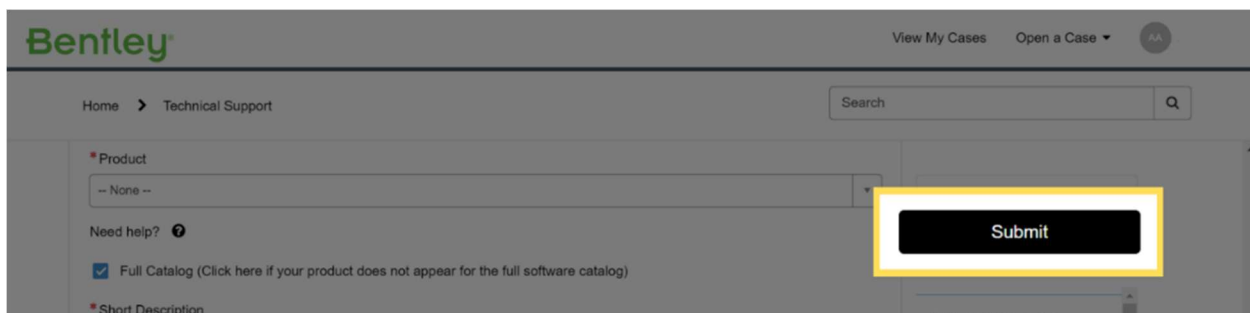 Bentley
View My Cases Open a Case AA
Home Technical Support Search
*Product
-- None --
Submit
Need help? ?
Full Catalog (Click here if your product does not appear for the full software catalog)
*Short Description